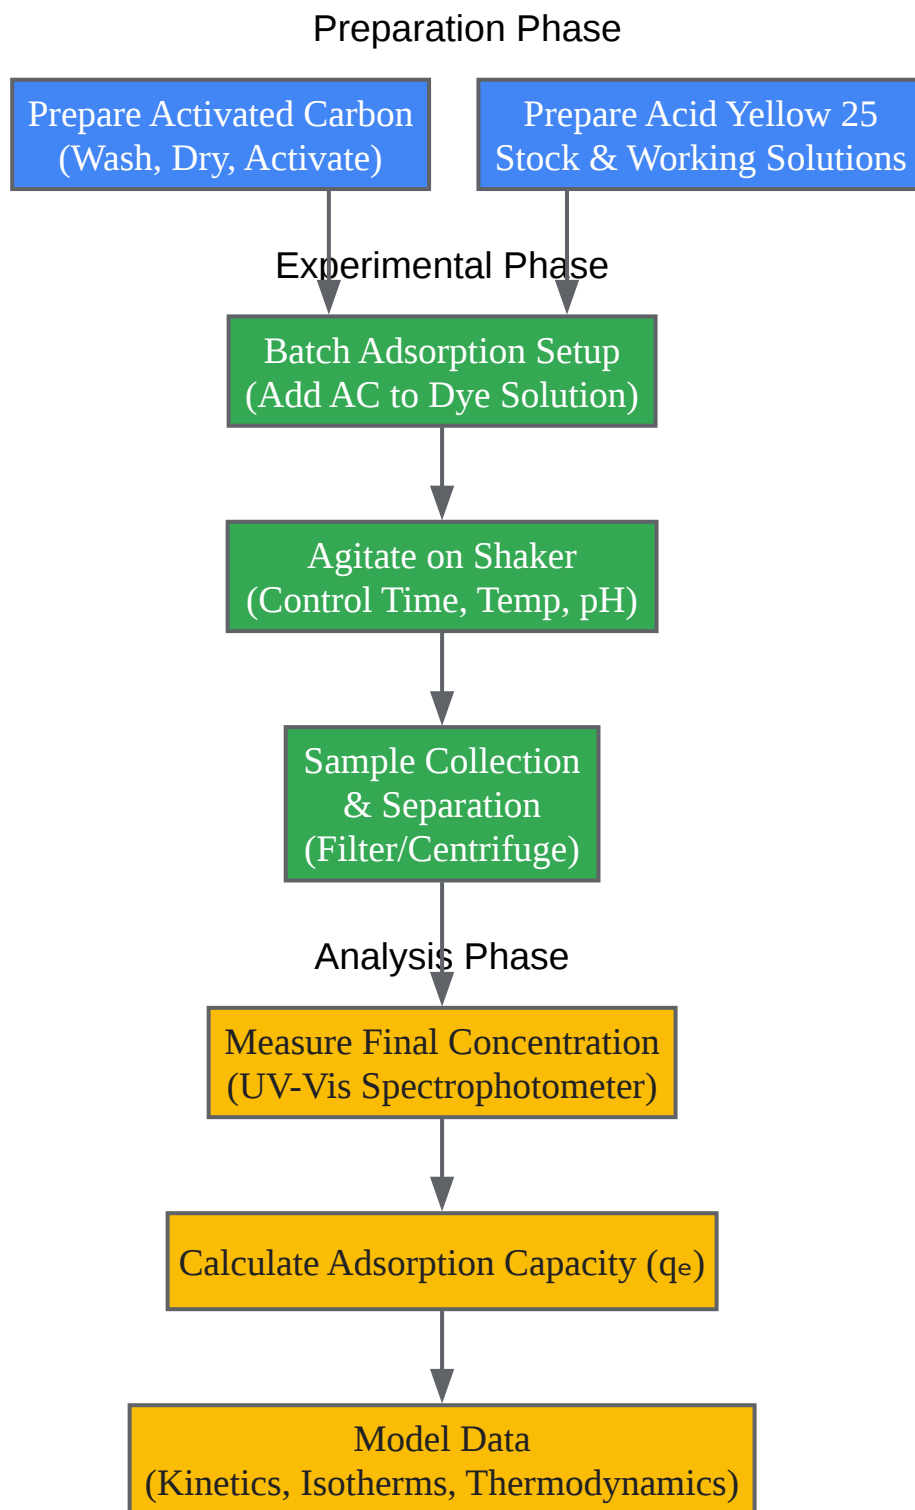 Preparation Phase
Prepare Activated Carbon
(Wash, Dry, Activate)
Prepare Acid Yellow 25
Stock & Working Solutions
Experimental Phase
Batch Adsorption Setup
(Add AC to Dye Solution)
Agitate on Shaker
(Control Time, Temp, pH)
Sample Collection
& Separation
(Filter/Centrifuge)
Analysis Phase
Measure Final Concentration
(UV-Vis Spectrophotometer)
Calculate Adsorption Capacity (qₑ)
Model Data
(Kinetics, Isotherms, Thermodynamics)